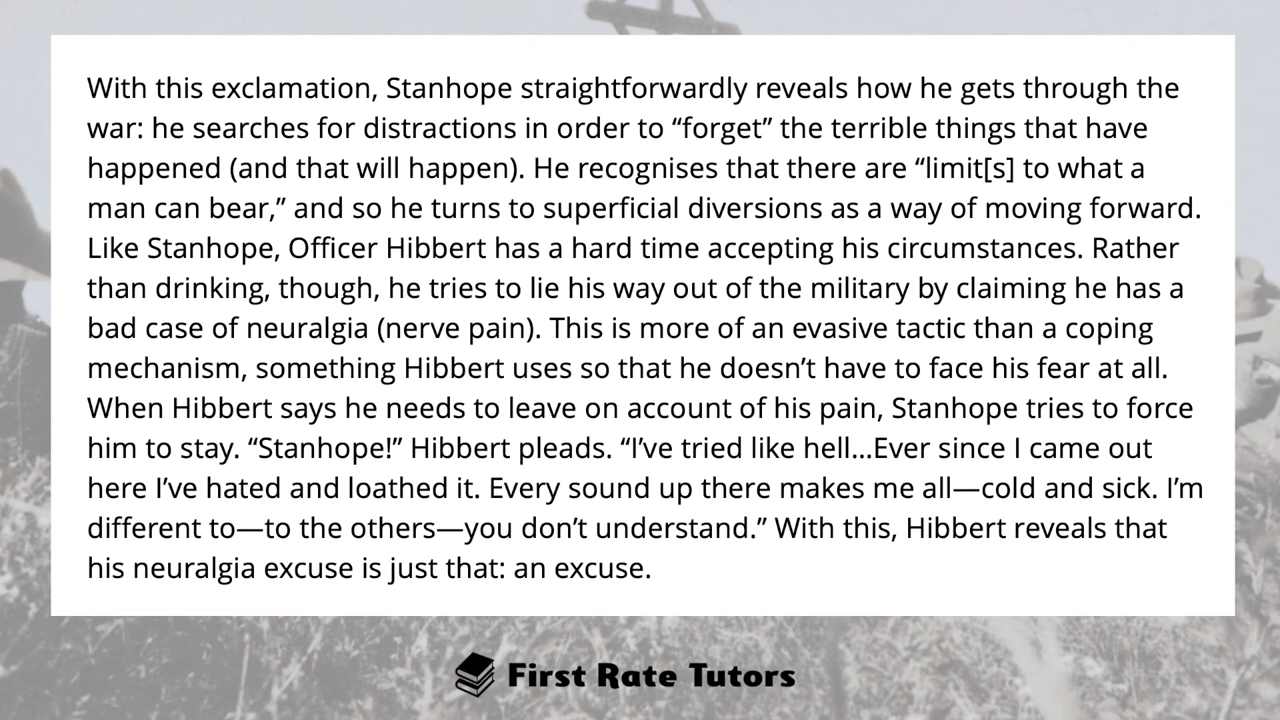 With this exclamation, Stanhope straightforwardly reveals how he gets through the
war: he searches for distractions in order to “forget” the terrible things that have
happened (and that will happen). He recognises that there are “limit[s] to what a
man can bear,” and so he turns to superficial diversions as a way of moving forward.
Like Stanhope, Officer Hibbert has a hard time accepting his circumstances. Rather
than drinking, though, he tries to lie his way out of the military by claiming he has a
bad case of neuralgia (nerve pain). This is more of an evasive tactic than a coping
mechanism, something Hibbert uses so that he doesn’t have to face his fear at all.
When Hibbert says he needs to leave on account of his pain, Stanhope tries to force
him to stay. “Stanhope!” Hibbert pleads. “I’ve tried like hell…Ever since I came out
here I’ve hated and loathed it. Every sound up there makes me all—cold and sick. I’m
different to—to the others—you don’t understand.” With this, Hibbert reveals that
his neuralgia excuse is just that: an excuse.
First Rate Tutors